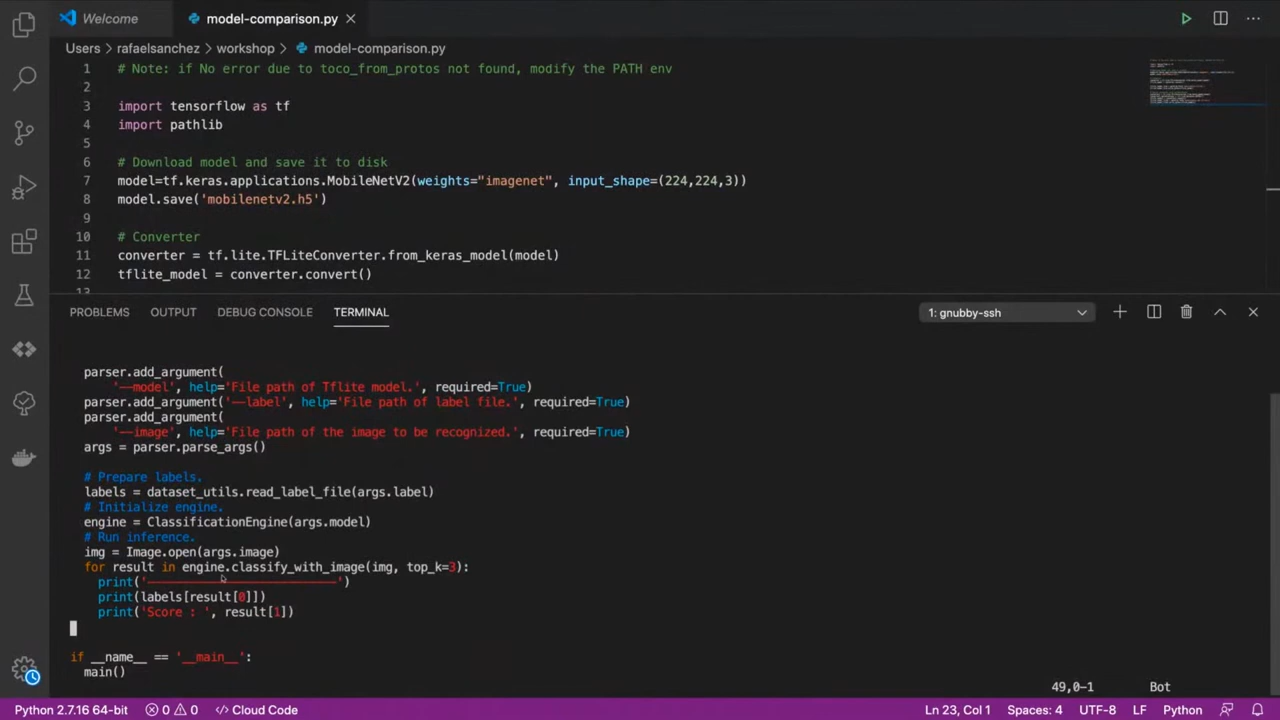 Welcome
model-comparison.py
Users > rafaelsanchez > workshop > model-comparison.py
1 # Note: if No error due to toco_from_protos not found, modify the PATH env
2
3 import tensorflow as tf
4 import pathlib
5
6 # Download model and save it to disk
7 model=tf.keras.applications.MobileNetV2(weights="imagenet", input_shape=(224,224,3))
8 model.save('mobilenetv2.h5')
9
10 # Converter
11 converter = tf.lite.TFLiteConverter.from_keras_model(model)
12 tflite_model = converter.convert()
13
PROBLEMS OUTPUT DEBUG CONSOLE TERMINAL 1: gnubby-ssh
parser.add_argument(
'--model', help='File path of Tflite model.', required=True)
parser.add_argument('--label', help='File path of label file.', required=True)
parser.add_argument(
'--image', help='File path of the image to be recognized.', required=True)
args = parser.parse_args()
# Prepare labels.
labels = dataset_utils.read_label_file(args.label)
# Initialize engine.
engine = ClassificationEngine(args.model)
# Run inference.
img = Image.open(args.image)
for result in engine.classify_with_image(img, top_k=3):
print('---------------------------')
print(labels[result[0]])
print('Score : ', result[1])
if __name__ == '__main__':
main()
49,0-1 Bot
Python 2.7.16 64-bit 0 0 </> Cloud Code Ln 23, Col 1 Spaces: 4 UTF-8 LF Python